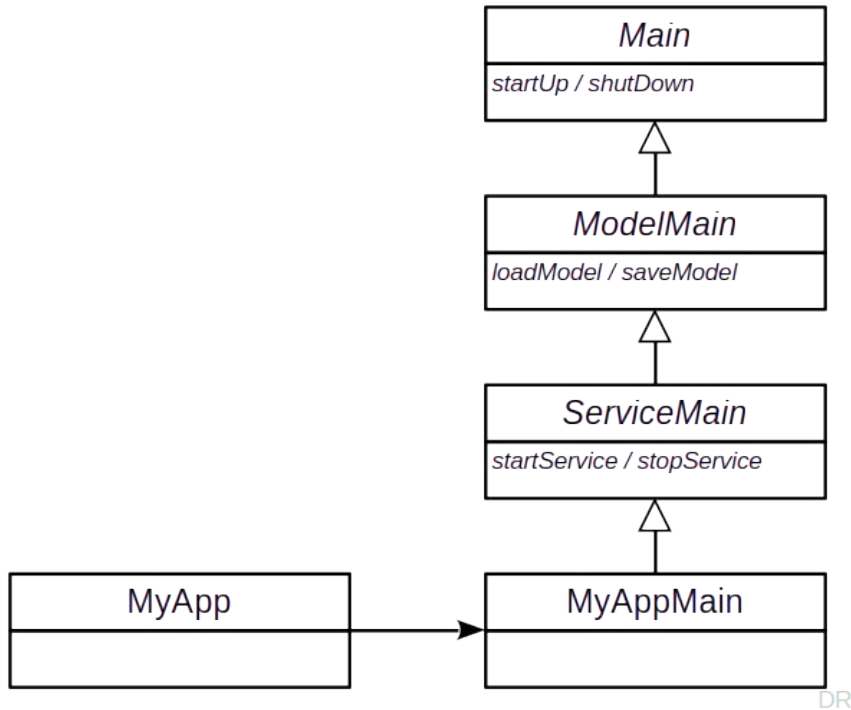 Main
startUp / shutDown
ModelMain
loadModel / saveModel
ServiceMain
startService / stopService
MyApp
MyAppMain
DR